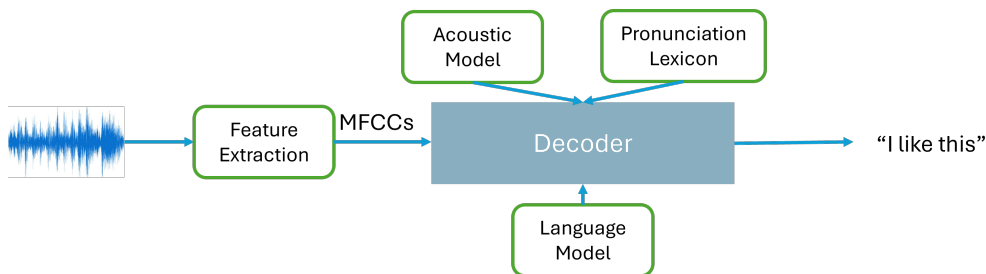 Acoustic
Model
Pronunciation
Lexicon
Feature
Extraction
MFCCs
Decoder
“I like this”
Language
Model